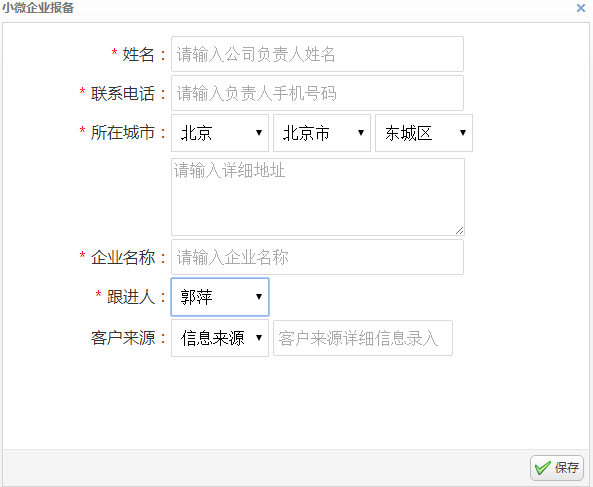 小微企业报备
* 姓名： 请输入公司负责人姓名
* 联系电话： 请输入负责人手机号码
* 所在城市： 北京 北京市 东城区
请输入详细地址
* 企业名称： 请输入企业名称
* 跟进人： 郭萍
客户来源： 信息来源 客户来源详细信息录入
保存